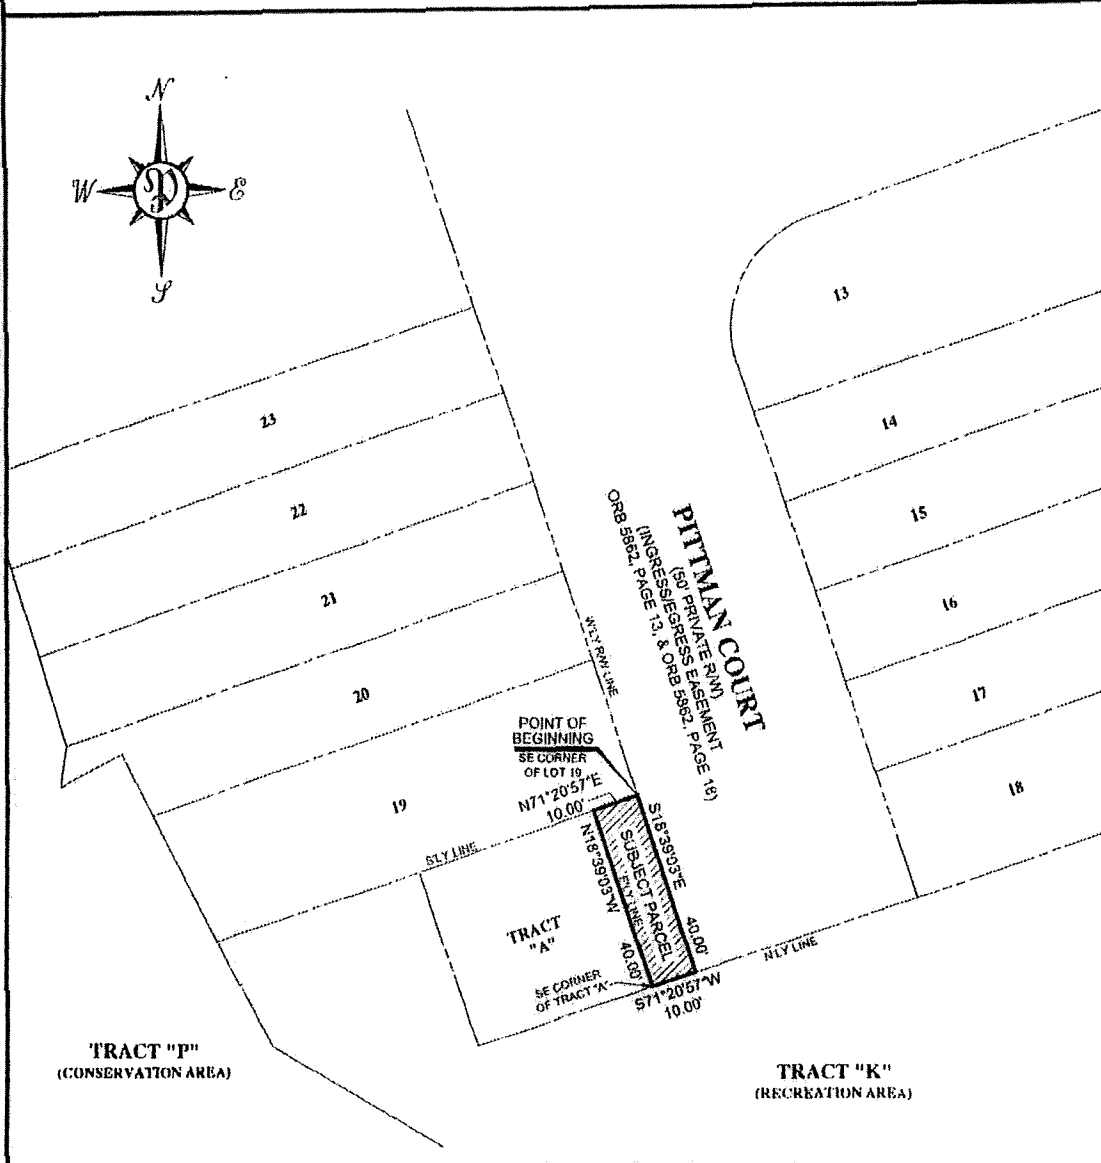 N
W
E
S
13
23
14
22
15
21
16
PITTMAN COURT
(50' PRIVATE R/W)
(INGRESS/EGRESS EASEMENT
ORB 5862, PAGE 13, & ORB 5862, PAGE 18)
W'LY R/W LINE
20
17
POINT OF
BEGINNING
SE CORNER
OF LOT 19
N71°20'57"E
10.00'
18
19
S'LY LINE
S18°39'03"E
40.00'
N18°39'03"W
40.00'
SUBJECT PARCEL
E'LY LINE
TRACT
"A"
N'LY LINE
SE CORNER
OF TRACT "A"
S71°20'57"W
10.00'
TRACT "P"
(CONSERVATION AREA)
TRACT "K"
(RECREATION AREA)